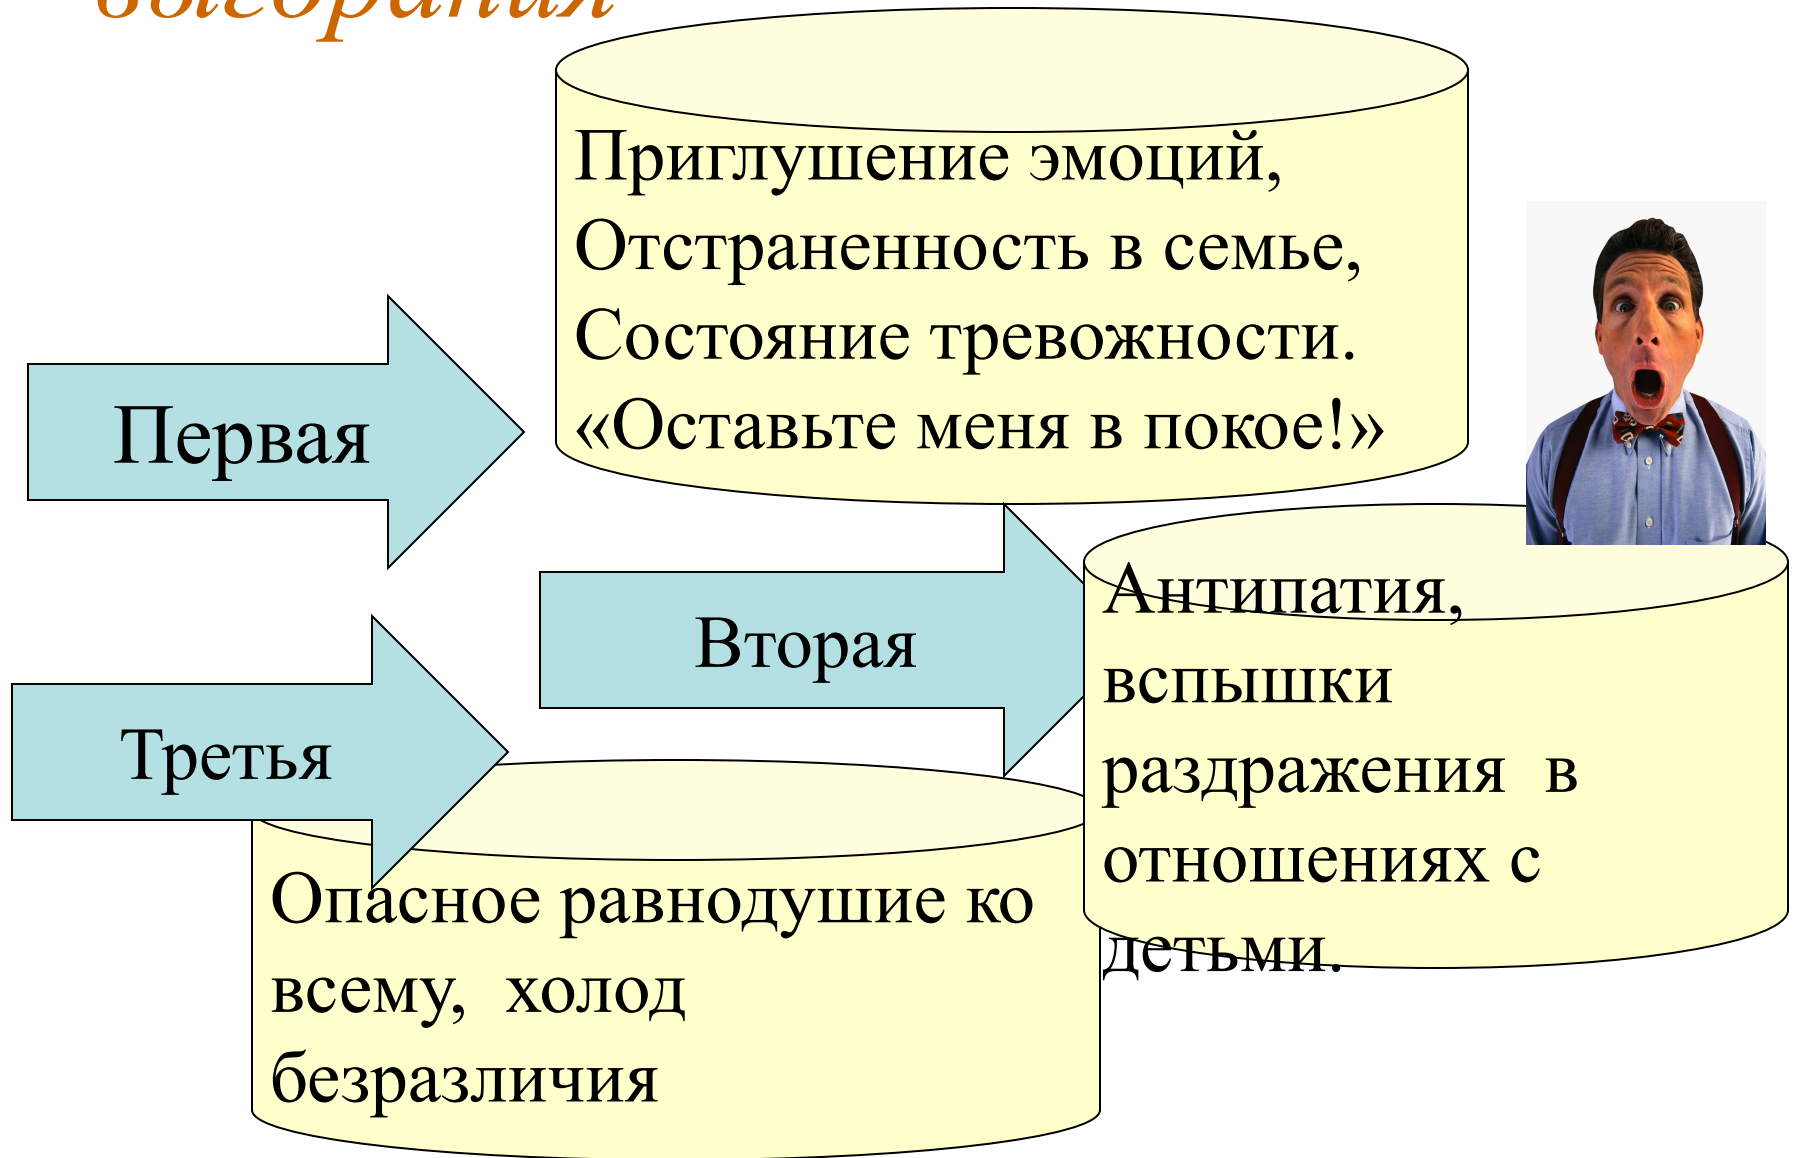 выгорания
Первая
Приглушение эмоций,
Отстраненность в семье,
Состояние тревожности.
«Оставьте меня в покое!»
Вторая
Антипатия,
вспышки
раздражения в
отношениях с
детьми.
Третья
Опасное равнодушие ко
всему, холод
безразличия